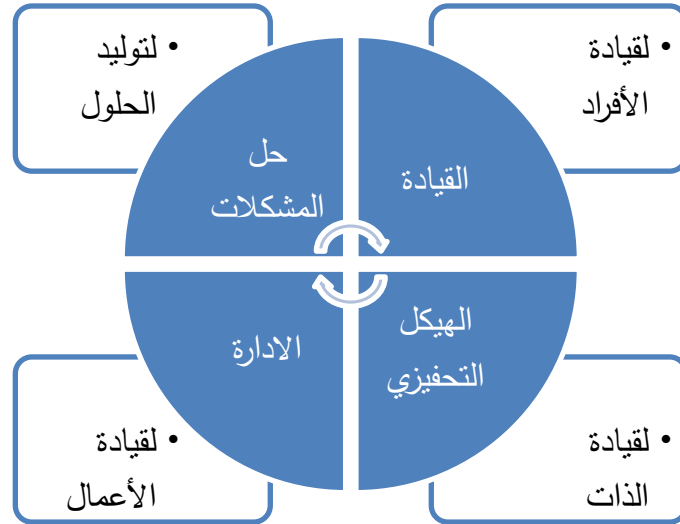 • لقيادة
الأفراد
• لتوليد
الحلول
القيادة
حل
المشكلات
الهيكل
التحفيزي
الادارة
• لقيادة
الذات
• لقيادة
الأعمال